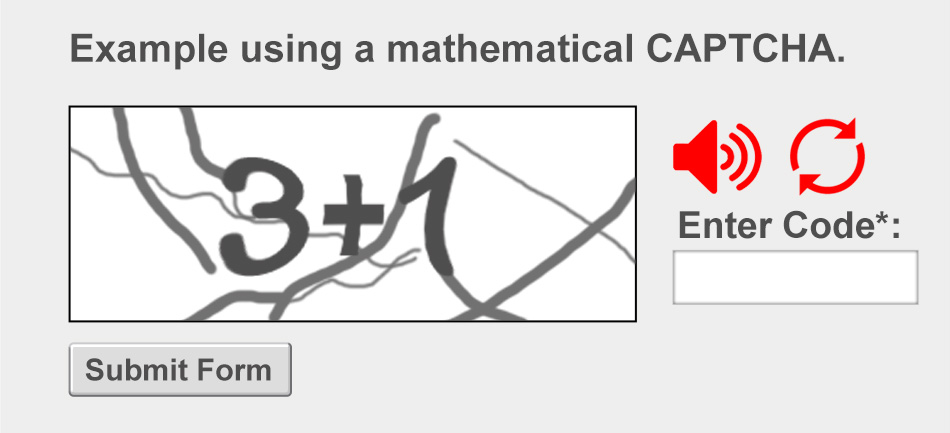 Example using a mathematical CAPTCHA.
3+1
Enter Code*:
Submit Form